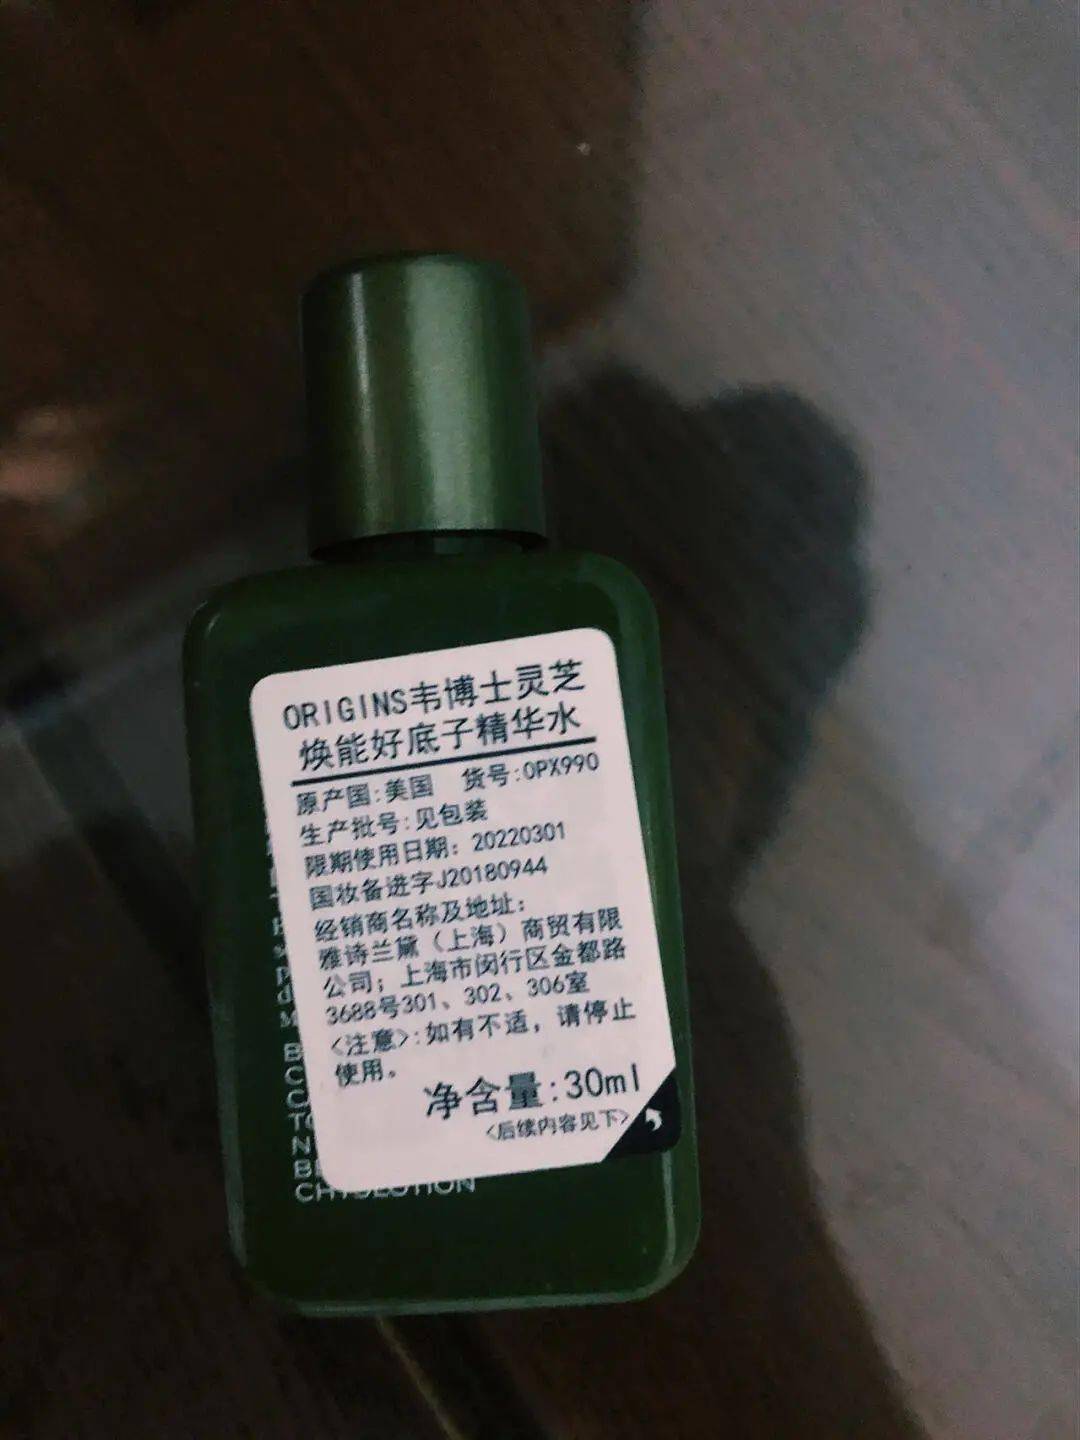 ORIGINS韦博士灵芝
焕能好底子精华水
原产国:美国 货号:OPX990
生产批号:见包装
限期使用日期: 20220301
国妆备进字J20180944
经销商名称及地址:
雅诗兰黛（上海）商贸有限
公司；上海市闵行区金都路
3688号301、302、306室
<注意>:如有不适，请停止
使用。
净含量:30ml
<后续内容见下>